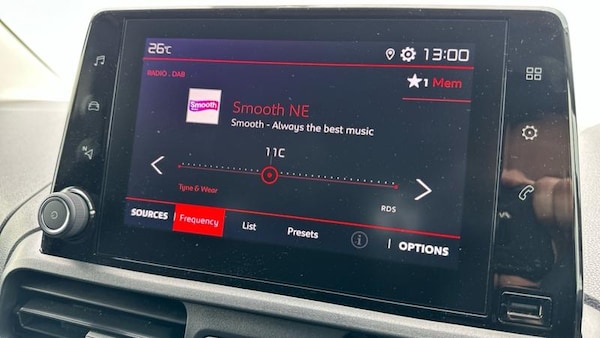 26°C
13:00
RADIO . DAB
★1 Mem
Smooth
Smooth NE
Smooth - Always the best music
11C
Tyne & Wear
RDS
SOURCES
Frequency
List
Presets
OPTIONS
N